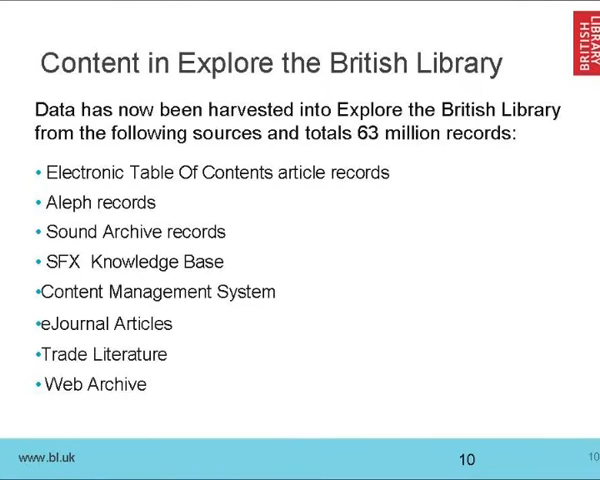 BRITISH
LIBRARY
Content in Explore the British Library
Data has now been harvested into Explore the British Library
from the following sources and totals 63 million records:
• Electronic Table Of Contents article records
• Aleph records
• Sound Archive records
• SFX  Knowledge Base
•Content Management System
•eJournal Articles
•Trade Literature
• Web Archive
www.bl.uk
10
10